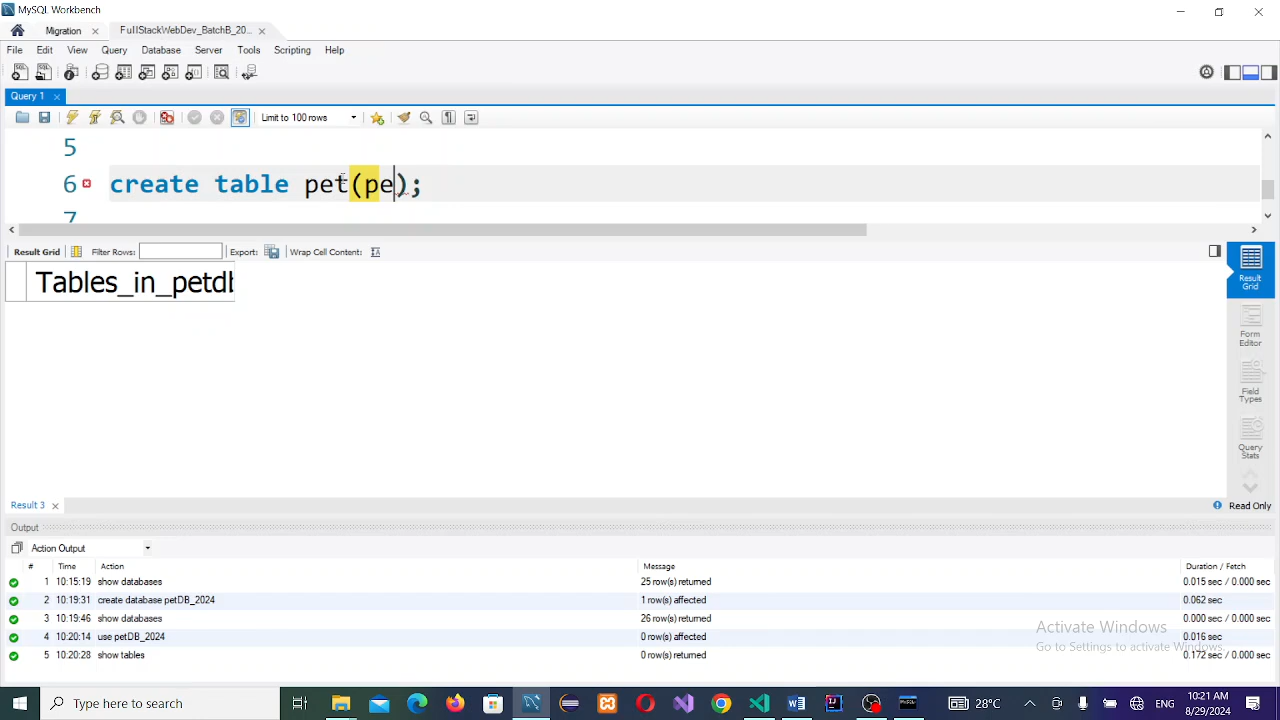 MySQL Workbench
Migration
FullStackWebDev_BatchB_20...
File Edit View Query Database Server Tools Scripting Help
Query 1
Limit to 100 rows
5
6 create table pet(pe);
7
Result Grid Filter Rows: Export: Wrap Cell Content:
Tables_in_petdb
Result Grid
Form Editor
Field Types
Query Stats
Result 3 Read Only
Output
Action Output
# Time Action Message Duration / Fetch
1 10:15:19 show databases 25 row(s) returned 0.015 sec / 0.000 sec
2 10:19:31 create database petDB_2024 1 row(s) affected 0.062 sec
3 10:19:46 show databases 26 row(s) returned 0.000 sec / 0.000 sec
4 10:20:14 use petDB_2024 0 row(s) affected 0.016 sec
5 10:20:28 show tables 0 row(s) returned 0.172 sec / 0.000 sec
Activate Windows
Go to Settings to activate Windows.
Type here to search
28°C
ENG
10:21 AM
8/29/2024